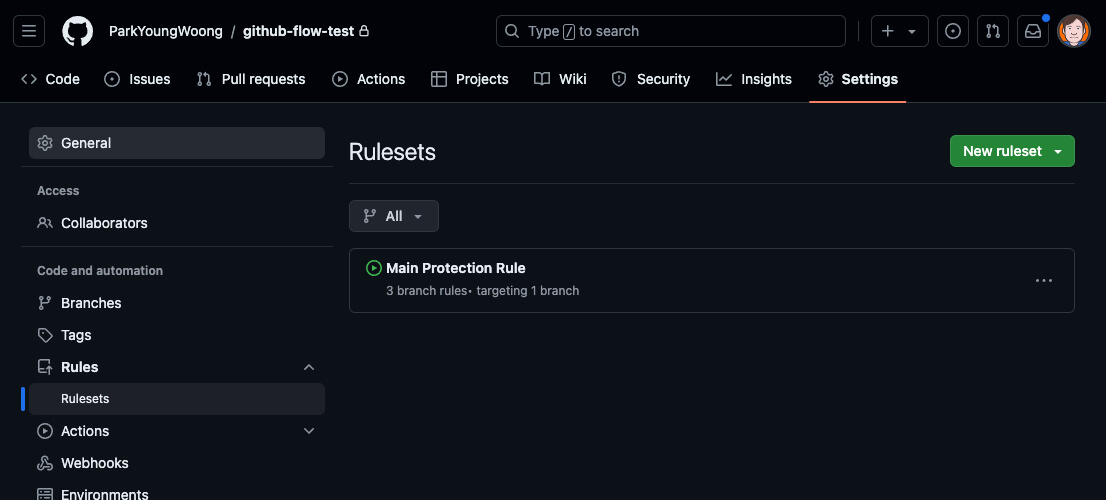 ParkYoungWoong / github-flow-test
Type / to search
Code
Issues
Pull requests
Actions
Projects
Wiki
Security
Insights
Settings
General
Access
Collaborators
Code and automation
Branches
Tags
Rules
Rulesets
Actions
Webhooks
Environments
Rulesets
New ruleset
All
Main Protection Rule
3 branch rules• targeting 1 branch